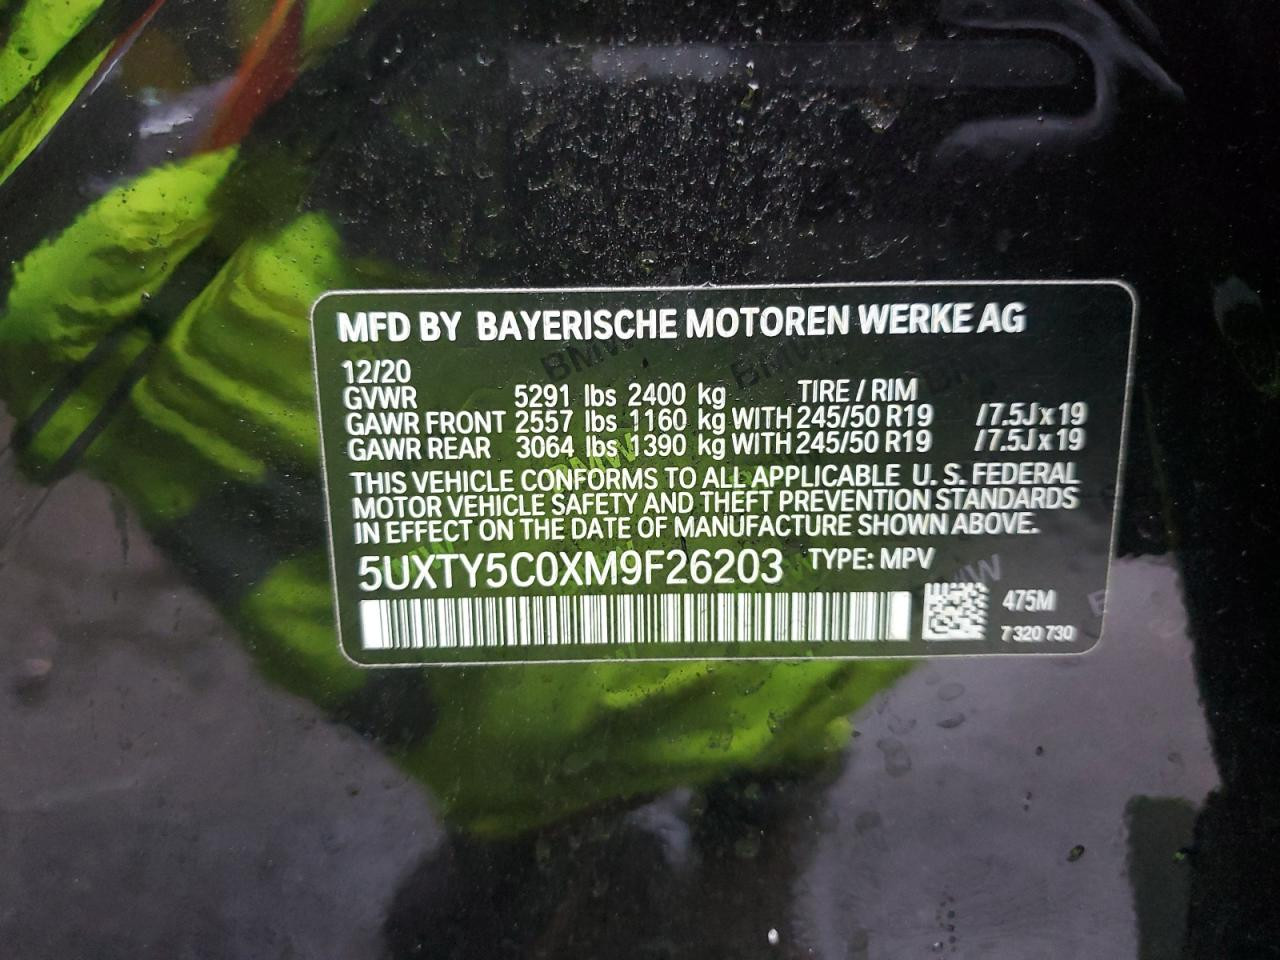 MFD BY BAYERISCHE MOTOREN WERKE AG
12/20
GVWR 5291 lbs 2400 kg TIRE / RIM
GAWR FRONT 2557 lbs 1160 kg WITH 245/50 R19 /7.5J x 19
GAWR REAR 3064 lbs 1390 kg WITH 245/50 R19 /7.5J x 19
THIS VEHICLE CONFORMS TO ALL APPLICABLE U. S. FEDERAL
MOTOR VEHICLE SAFETY AND THEFT PREVENTION STANDARDS
IN EFFECT ON THE DATE OF MANUFACTURE SHOWN ABOVE.
5UXTY5C0XM9F26203 TYPE: MPV
475M
7 320 730